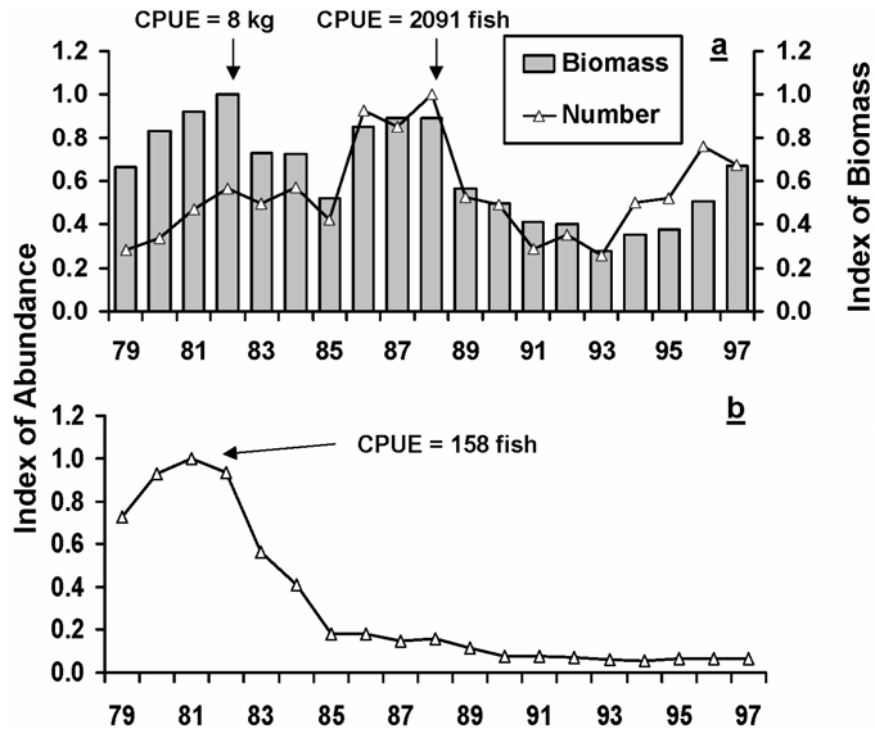 CPUE = 8 kg CPUE = 2091 fish
a
Biomass
Number
1.2
1.0
0.8
0.6
0.4
0.2
0.0
1.2
1.0
0.8
0.6
0.4
0.2
0.0
79 81 83 85 87 89 91 93 95 97
Index of Biomass
Index of Abundance
b
CPUE = 158 fish
1.2
1.0
0.8
0.6
0.4
0.2
0.0
79 81 83 85 87 89 91 93 95 97